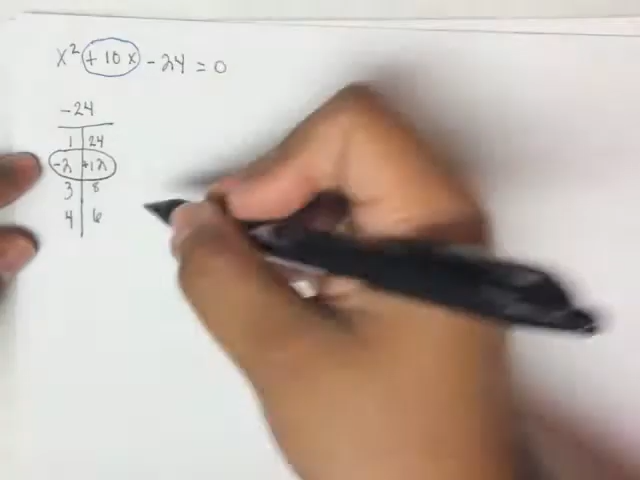 x² + 10x - 24 = 0
-24
1 | 24
-2 | +12
3 | 8
4 | 6